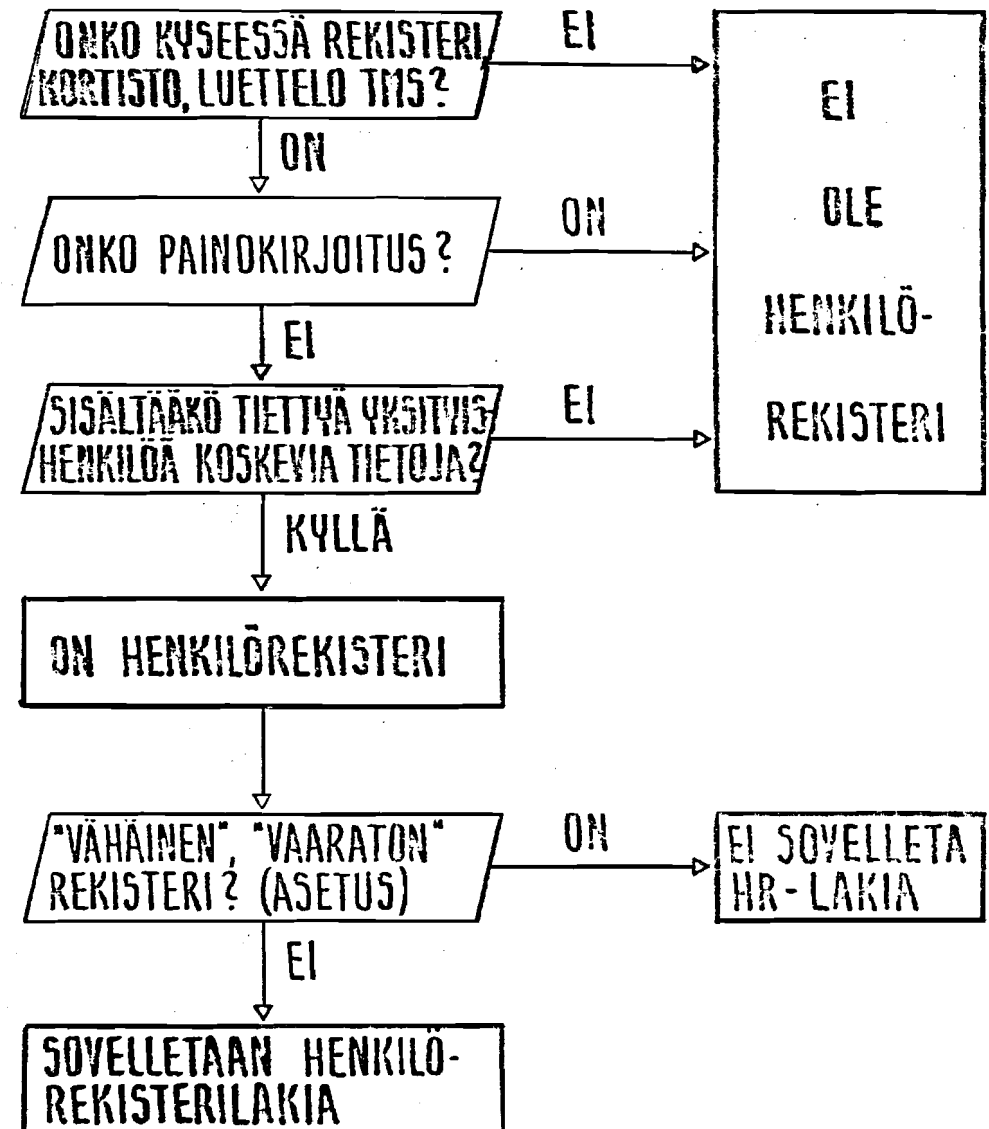 ONKO KYSEESSÄ REKISTERI,
KORTISTO, LUETTELO TMS?
EI
ON
ONKO PAINOKIRJOITUS?
ON
EI
SISÄLTÄÄKÖ TIETTYÄ YKSITYIS-
HENKILÖÄ KOSKEVIA TIETOJA?
EI
KYLLÄ
EI
OLE
HENKILÖ-
REKISTERI
ON HENKILÖREKISTERI
"VÄHÄINEN", "VAARATON"
REKISTERI? (ASETUS)
ON
EI SOVELLETA
HR-LAKIA
EI
SOVELLETAAN HENKILÖ-
REKISTERILAKIA